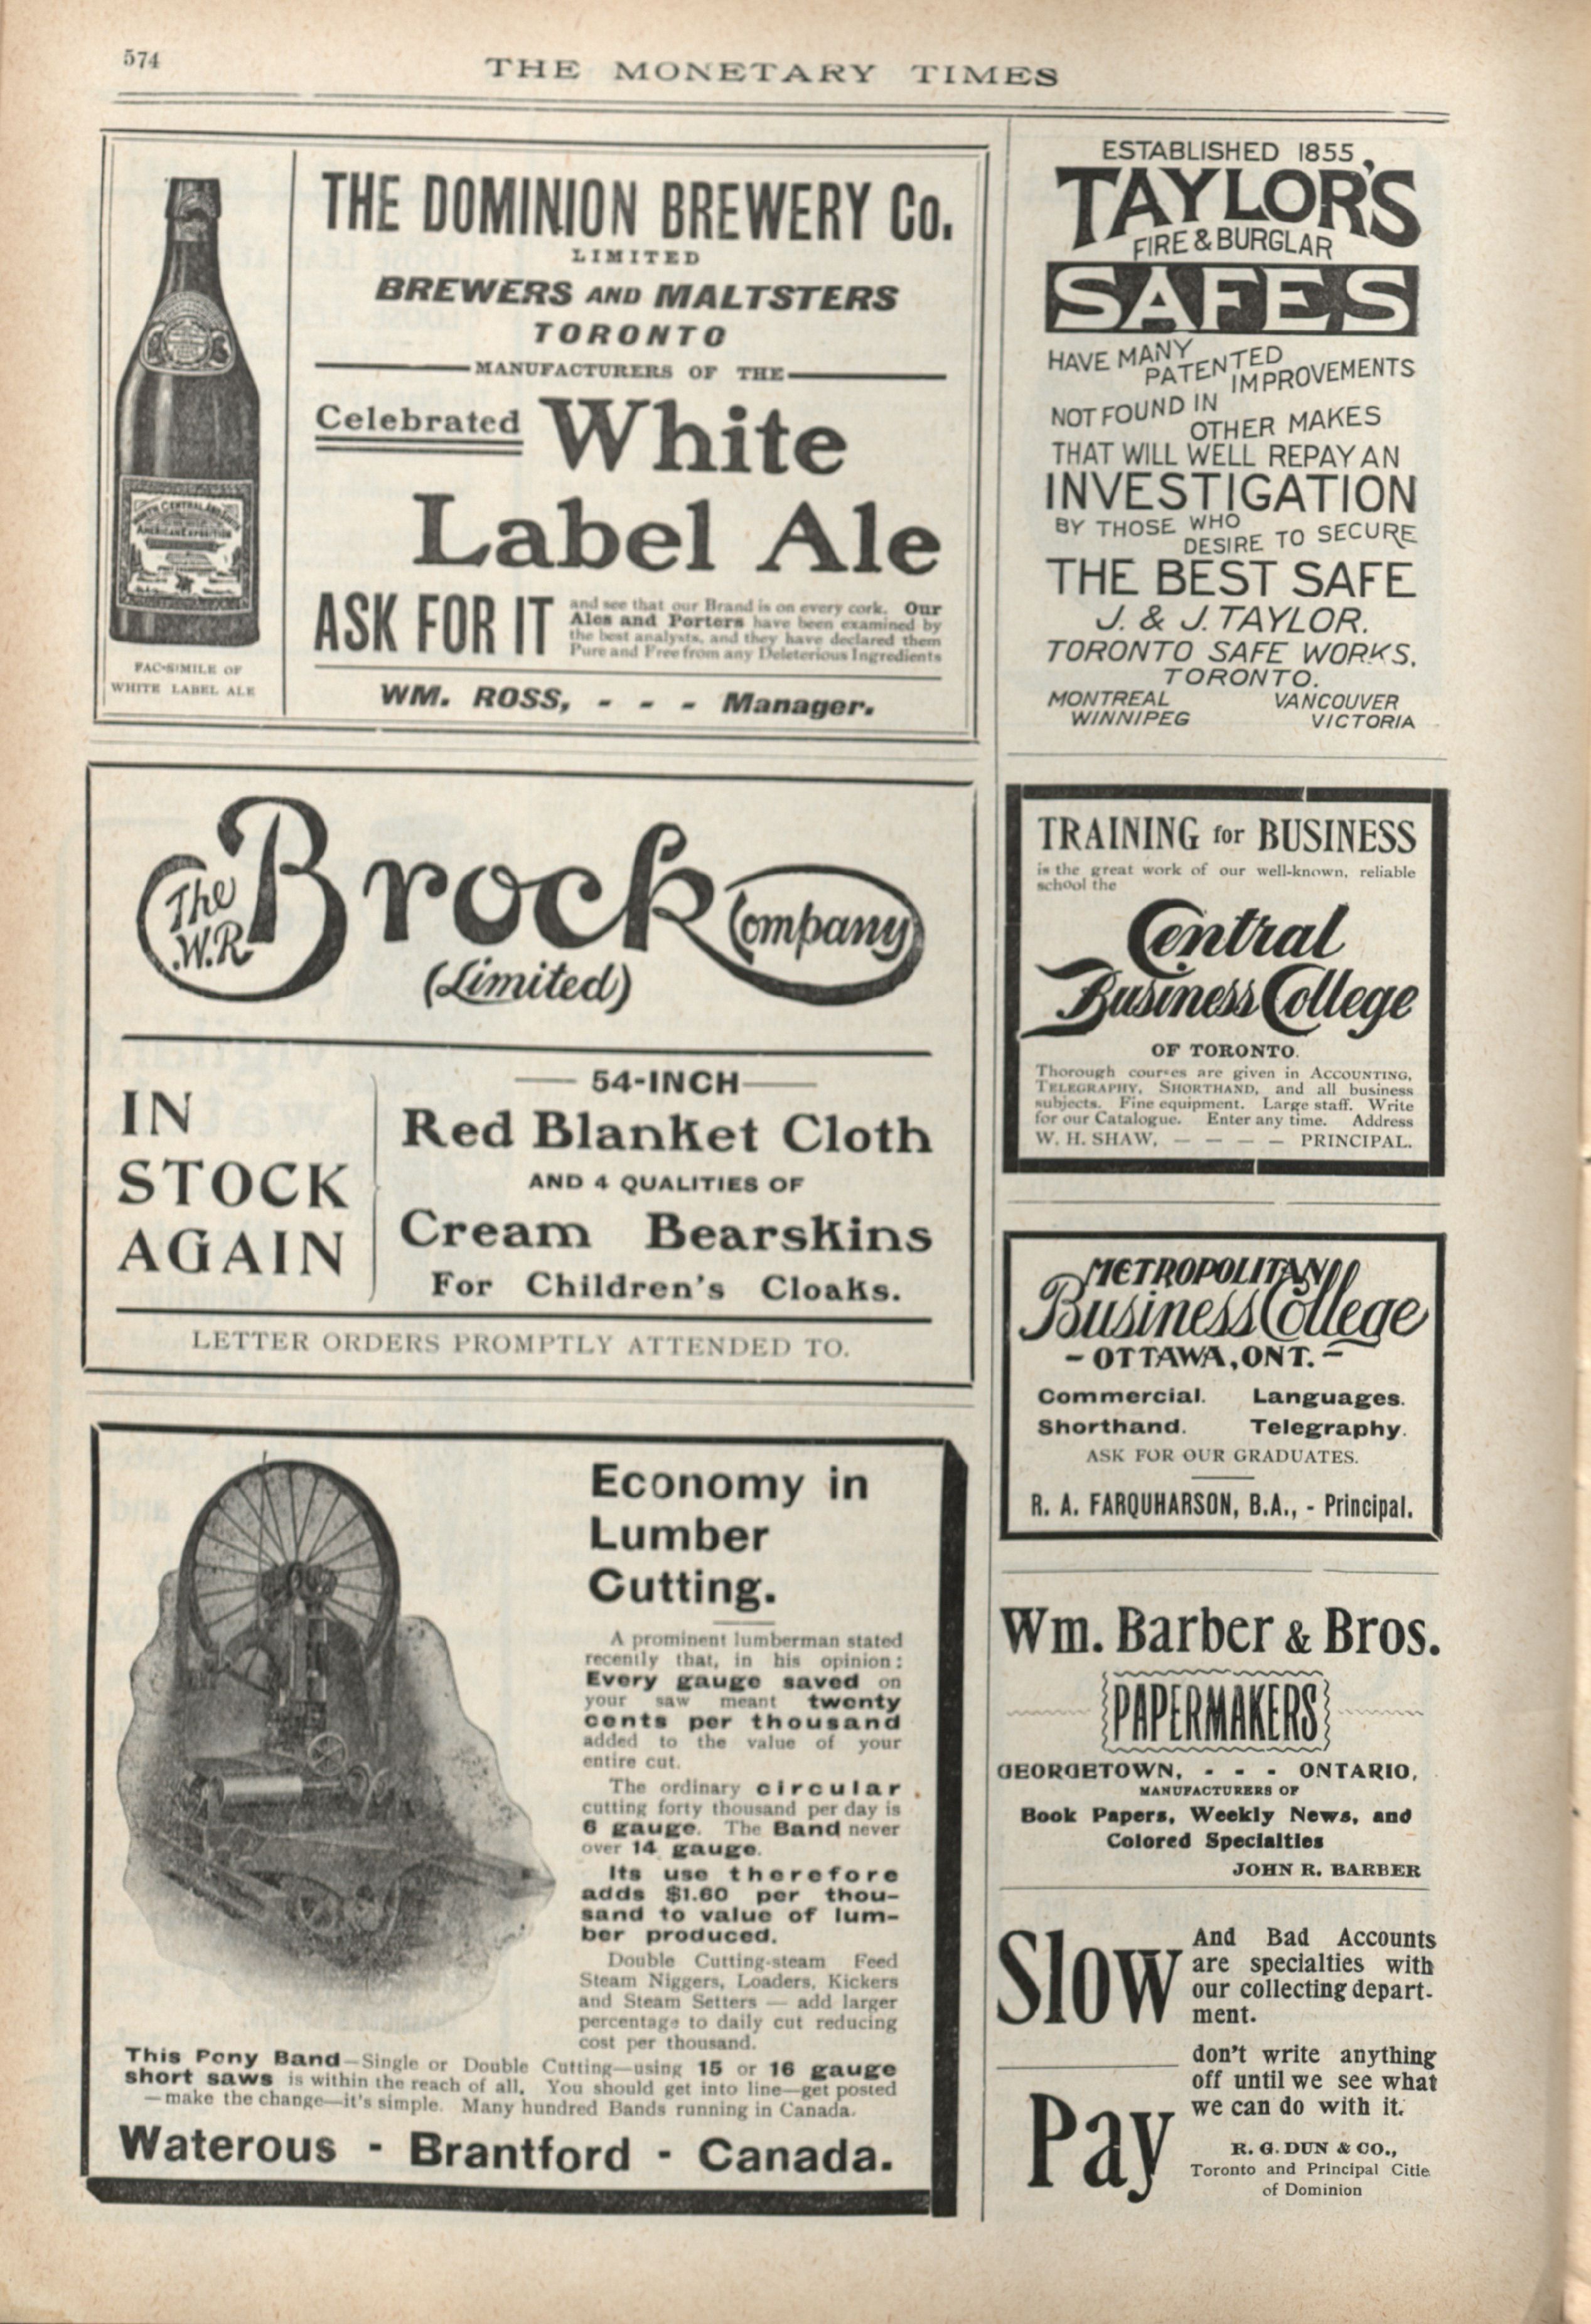 574
THE MONETARY TIMES
THE DOMINION BREWERY Co.
LIMITED
BREWERS AND MALTSTERS
TORONTO
MANUFACTURERS OF THE
Celebrated White
Label Ale
ASK FOR IT
and see that our Brand is on every cork. Our
Ales and Porters have been examined by
the best analysts, and they have declared them
Pure and Free from any Deleterious Ingredients
WM. ROSS, - - - Manager.
FAC-SIMILE OF
WHITE LABEL ALE
The W.R. Brock Company
(Limited)
IN
STOCK
AGAIN
54-INCH
Red Blanket Cloth
AND 4 QUALITIES OF
Cream Bearskins
For Children's Cloaks.
LETTER ORDERS PROMPTLY ATTENDED TO.
Economy in
Lumber
Cutting.
A prominent lumberman stated
recently that, in his opinion:
Every gauge saved on
your saw meant twenty
cents per thousand
added to the value of your
entire cut.
The ordinary circular
cutting forty thousand per day is
6 gauge. The Band never
over 14 gauge.
Its use therefore
adds $1.60 per thou-
sand to value of lum-
ber produced.
Double Cutting-steam Feed
Steam Niggers, Loaders, Kickers
and Steam Setters — add larger
percentage to daily cut reducing
cost per thousand.
This Pony Band—Single or Double Cutting—using 15 or 16 gauge
short saws is within the reach of all. You should get into line—get posted
—make the change—it's simple. Many hundred Bands running in Canada.
Waterous - Brantford - Canada.
ESTABLISHED 1855
TAYLOR'S
FIRE & BURGLAR
SAFES
HAVE MANY
PATENTED
IMPROVEMENTS
NOT FOUND IN
OTHER MAKES
THAT WILL WELL REPAY AN
INVESTIGATION
BY THOSE WHO
DESIRE TO SECURE
THE BEST SAFE
J. & J. TAYLOR.
TORONTO SAFE WORKS,
TORONTO.
MONTREAL VANCOUVER
WINNIPEG VICTORIA
TRAINING for BUSINESS
is the great work of our well-known, reliable
school the
Central
Business College
OF TORONTO.
Thorough courses are given in ACCOUNTING,
TELEGRAPHY, SHORTHAND, and all business
subjects. Fine equipment. Large staff. Write
for our Catalogue. Enter any time. Address
W. H. SHAW, — — — — PRINCIPAL.
METROPOLITAN
Business College
- OTTAWA, ONT. -
Commercial. Languages.
Shorthand. Telegraphy.
ASK FOR OUR GRADUATES.
R. A. FARQUHARSON, B.A., - Principal.
Wm. Barber & Bros.
PAPERMAKERS
GEORGETOWN, - - - ONTARIO,
MANUFACTURERS OF
Book Papers, Weekly News, and
Colored Specialties
JOHN R. BARBER
Slow
And Bad Accounts
are specialties with
our collecting depart-
ment.
Pay
don't write anything
off until we see what
we can do with it.
R. G. DUN & CO.,
Toronto and Principal Citie
of Dominion